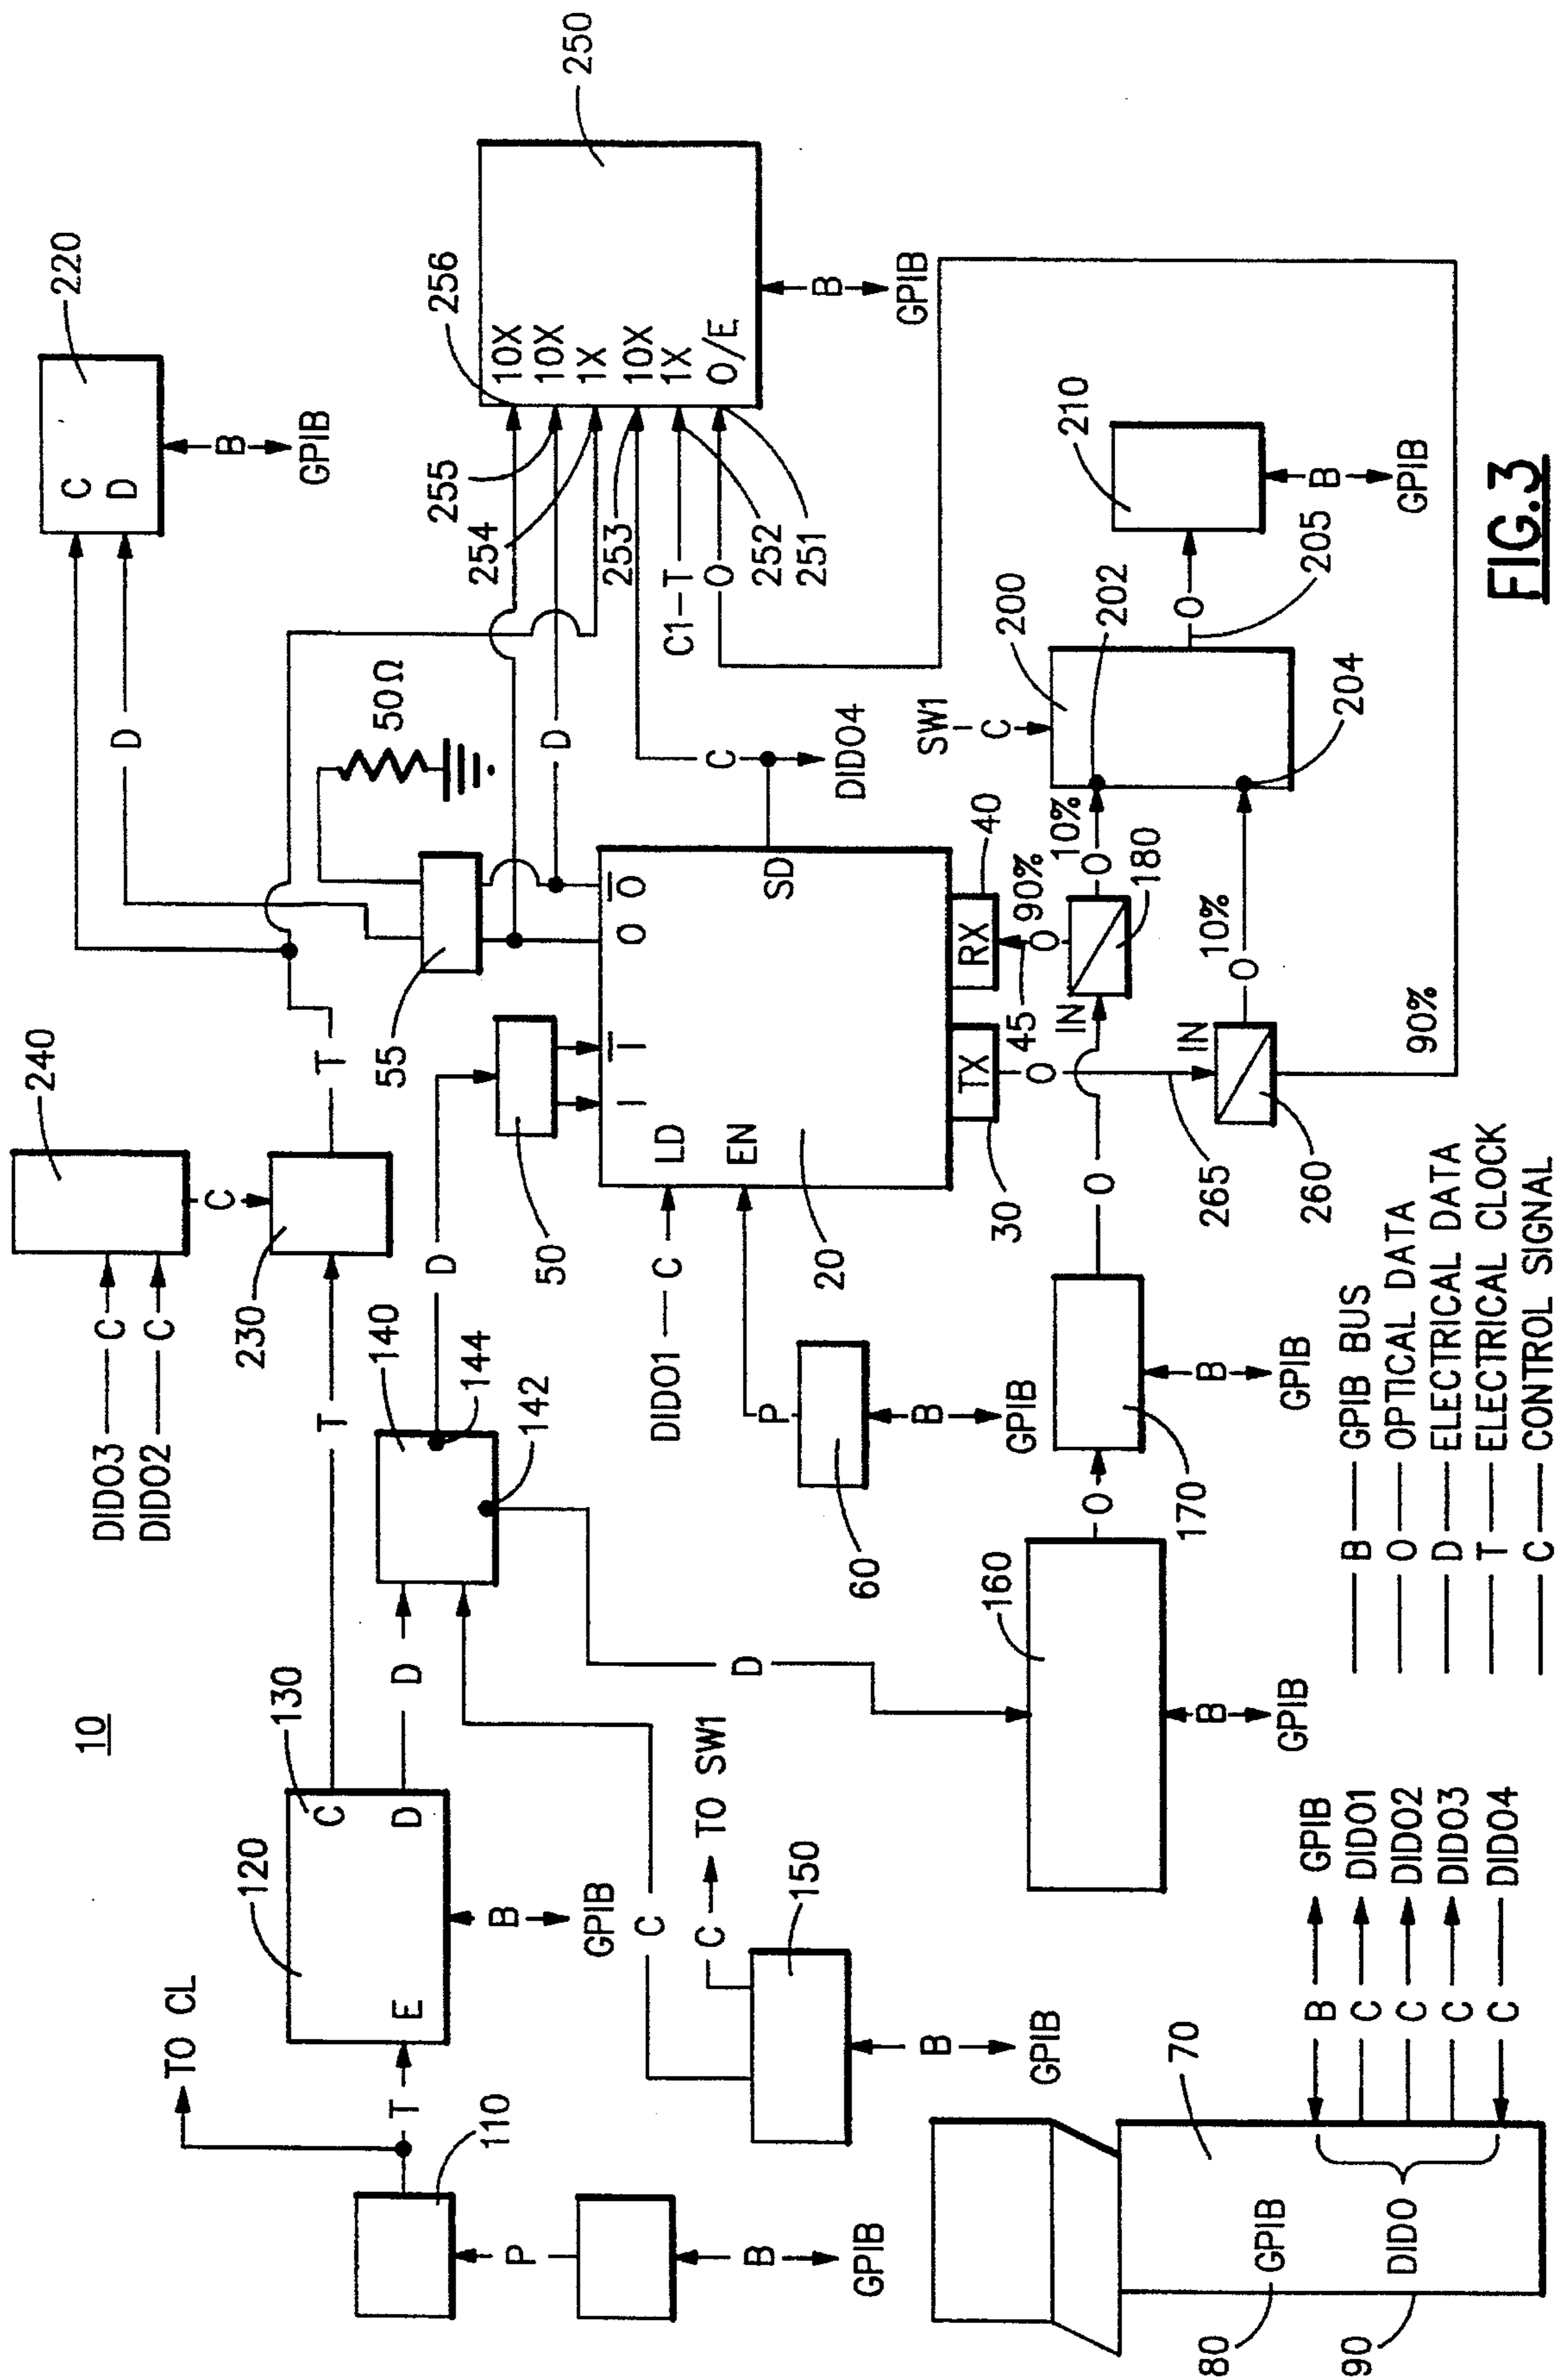 10
TO CL
110
T
P
B
GPIB
120
130
E
C
D
B
GPIB
T
D
DIDO3
C
DIDO2
C
240
C
230
T
220
C
D
B
GPIB
D
140
144
142
D
D
50
55
50Ω
I
I
O
O
LD
EN
SD
20
DIDO1
C
P
60
B
GPIB
TX
RX
30
40
D
C
DIDO4
256
255
254
253
252
251
10X
10X
1X
10X
1X
O/E
250
C1
T
O
B
GPIB
C
C
TO SW1
150
B
GPIB
160
B
GPIB
O
170
B
GPIB
O
IN
180
45
O
90%
O
10%
O
265
IN
260
O
10%
90%
SW1
C
200
202
204
205
O
210
B
GPIB
70
80
GPIB
DIDO
90
B
GPIB
C
DIDO1
C
DIDO2
C
DIDO3
C
DIDO4
B GPIB BUS
O OPTICAL DATA
D ELECTRICAL DATA
T ELECTRICAL CLOCK
C CONTROL SIGNAL
FIG.3